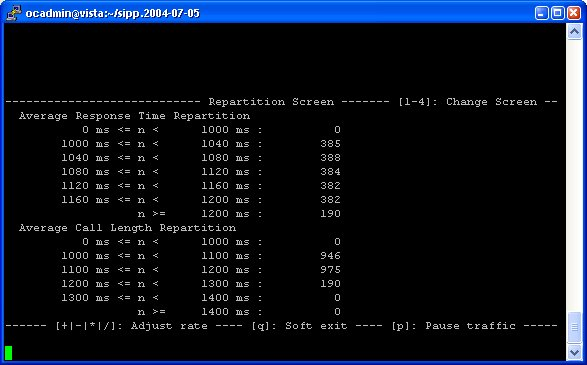 ocadmin@vista:~/sipp.2004-07-05
---------------------------- Repartition Screen ------- [1-4]: Change Screen --
  Average Response Time Repartition
           0 ms <= n <      1000 ms :          0
        1000 ms <= n <      1040 ms :        385
        1040 ms <= n <      1080 ms :        388
        1080 ms <= n <      1120 ms :        384
        1120 ms <= n <      1160 ms :        382
        1160 ms <= n <      1200 ms :        382
                   n >=     1200 ms :        190
  Average Call Length Repartition
           0 ms <= n <      1000 ms :          0
        1000 ms <= n <      1100 ms :        946
        1100 ms <= n <      1200 ms :        975
        1200 ms <= n <      1300 ms :        190
        1300 ms <= n <      1400 ms :          0
                   n >=     1400 ms :          0
------ [+|-|*|/]: Adjust rate ---- [q]: Soft exit ---- [p]: Pause traffic -----